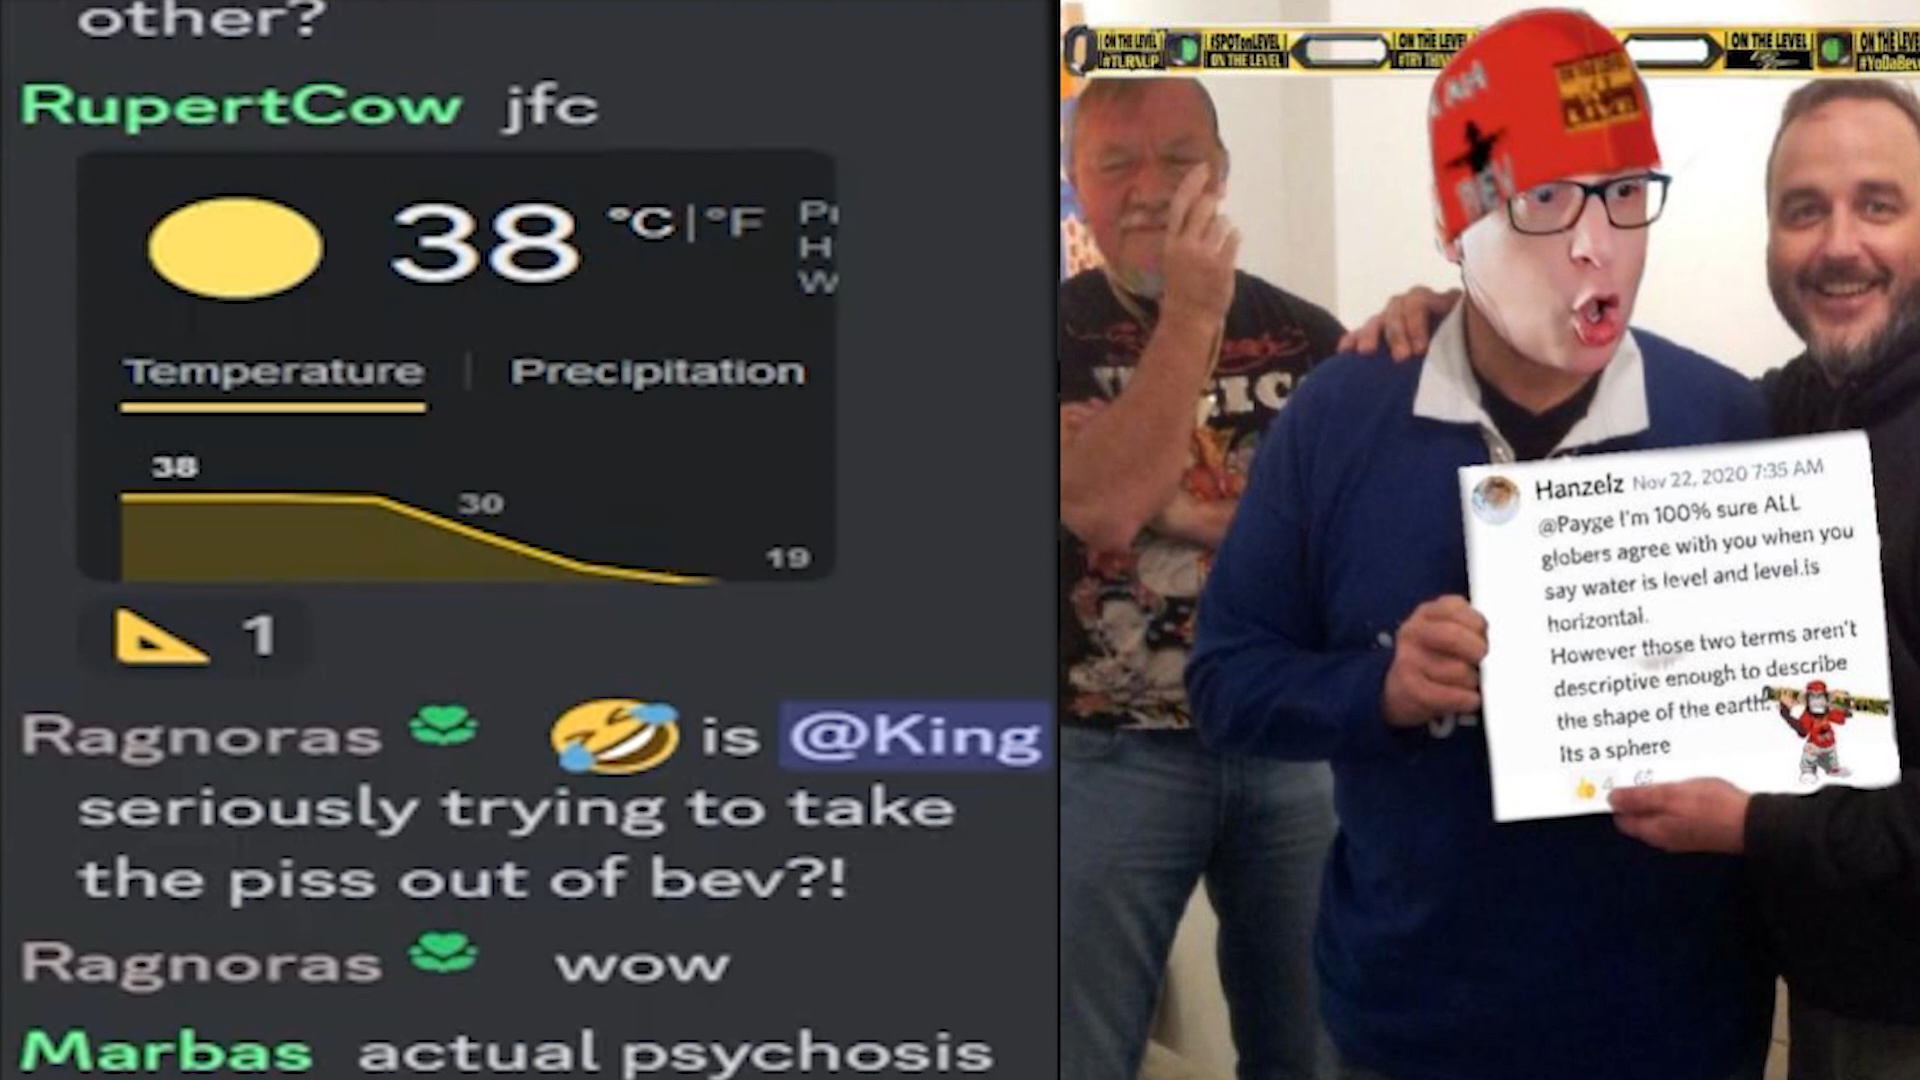 other?
RupertCow jfc
38 °C | °F
H
W
Temperature | Precipitation
38
30
19
1
Ragnoras 🤣 is @King
seriously trying to take
the piss out of bev?!
Ragnoras wow
Marbas actual psychosis
ON THE LEVEL
#TURNUP
#SPOTonLEVEL
ON THE LEVEL
ON THE LEVEL
ON THE LEVEL
Hanzelz Nov 22, 2020 7:35 AM
@Payge I'm 100% sure ALL
globers agree with you when you
say water is level and level.is
horizontal.
However those two terms aren't
descriptive enough to describe
the shape of the earth.
Its a sphere